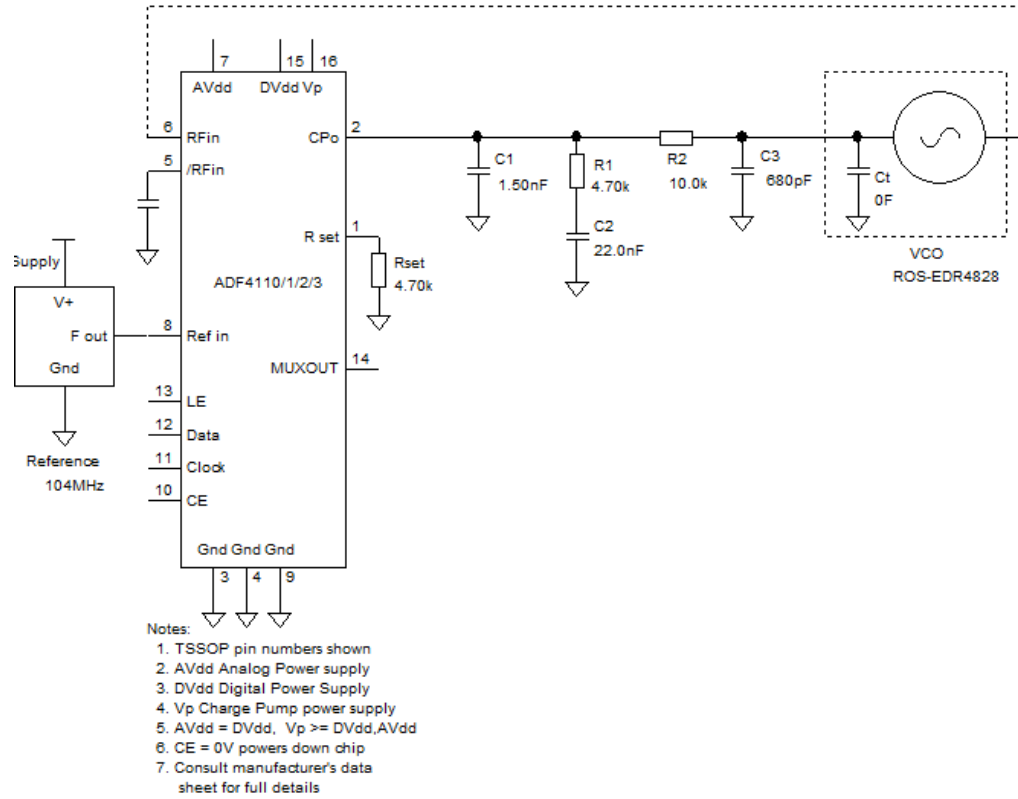 7
15
16
AVdd
DVdd Vp
6
RFin
CPo
2
5
/RFin
C1
1.50nF
R1
4.70k
R2
10.0k
C3
680pF
Ct
0F
1
R set
C2
22.0nF
VCO
ROS-EDR4828
Supply
Rset
4.70k
ADF4110/1/2/3
V+
F out
8
Ref in
Gnd
MUXOUT
14
13
LE
12
Data
Reference
104MHz
11
Clock
10
CE
Gnd Gnd Gnd
3
4
9
Notes:
1. TSSOP pin numbers shown
2. AVdd Analog Power supply
3. DVdd Digital Power Supply
4. Vp Charge Pump power supply
5. AVdd = DVdd, Vp >= DVdd,AVdd
6. CE = 0V powers down chip
7. Consult manufacturer's data
sheet for full details